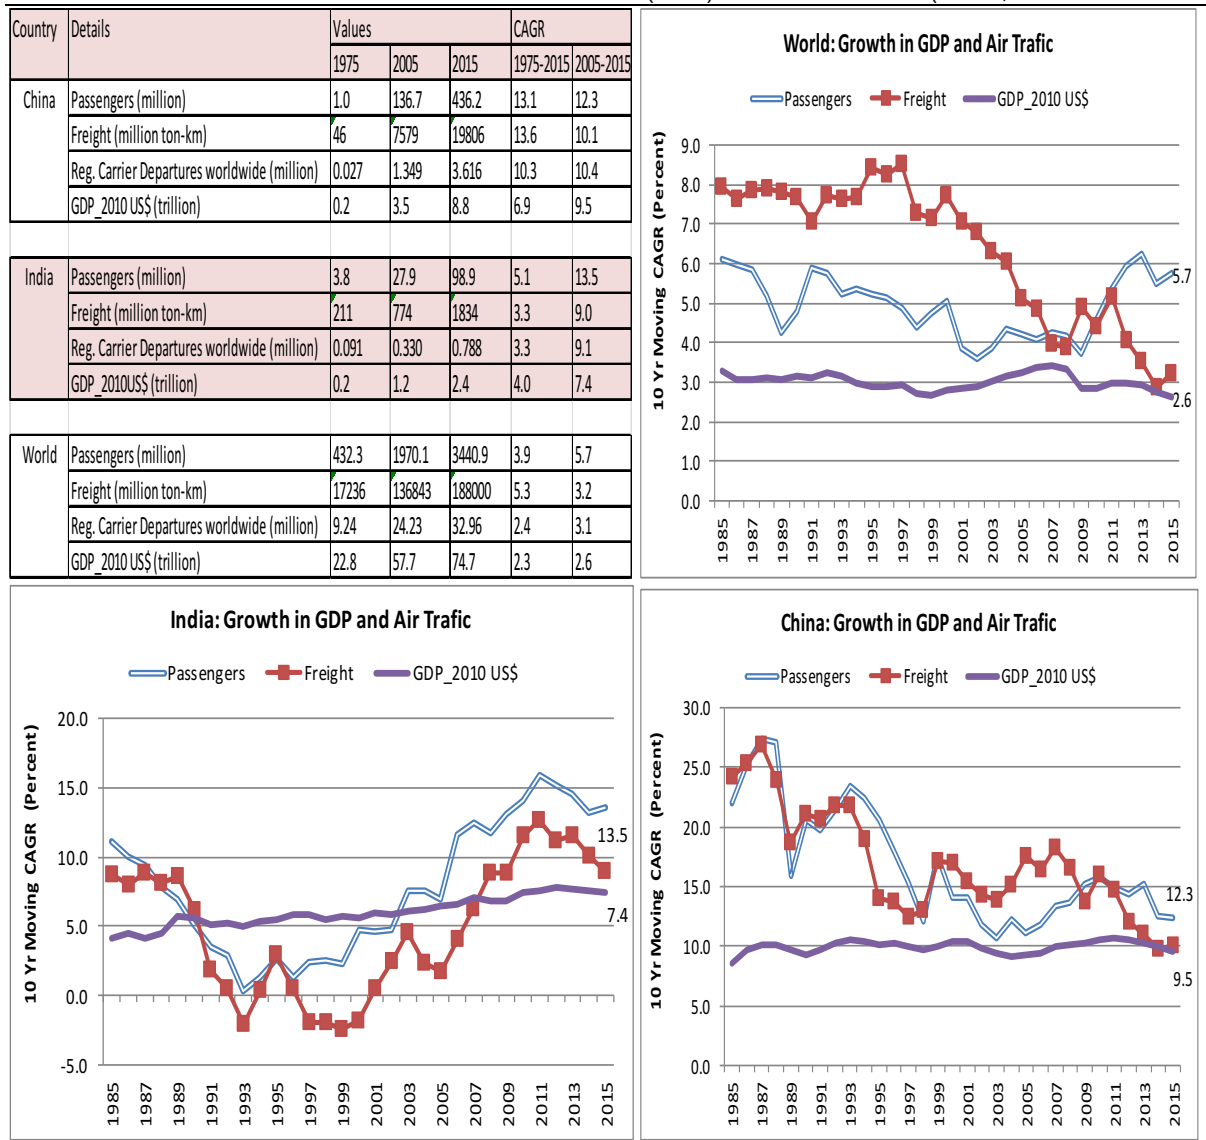 Country Details Values CAGR
1975 2005 2015 1975-2015 2005-2015
China Passengers (million) 1.0 136.7 436.2 13.1 12.3
Freight (million ton-km) 46 7579 19806 13.6 10.1
Reg. Carrier Departures worldwide (million) 0.027 1.349 3.616 10.3 10.4
GDP_2010 US$ (trillion) 0.2 3.5 8.8 6.9 9.5
India Passengers (million) 3.8 27.9 98.9 5.1 13.5
Freight (million ton-km) 211 774 1834 3.3 9.0
Reg. Carrier Departures worldwide (million) 0.091 0.330 0.788 3.3 9.1
GDP_2010US$ (trillion) 0.2 1.2 2.4 4.0 7.4
World Passengers (million) 432.3 1970.1 3440.9 3.9 5.7
Freight (million ton-km) 17236 136843 188000 5.3 3.2
Reg. Carrier Departures worldwide (million) 9.24 24.23 32.96 2.4 3.1
GDP_2010 US$ (trillion) 22.8 57.7 74.7 2.3 2.6
World: Growth in GDP and Air Trafic
Passengers Freight GDP_2010 US$
10 Yr Moving CAGR (Percent)
9.0
8.0
7.0
6.0
5.0
4.0
3.0
2.0
1.0
0.0
5.7
2.6
1985 1987 1989 1991 1993 1995 1997 1999 2001 2003 2005 2007 2009 2011 2013 2015
India: Growth in GDP and Air Trafic
Passengers Freight GDP_2010 US$
10 Yr Moving CAGR (Percent)
20.0
15.0
10.0
5.0
0.0
-5.0
13.5
7.4
1985 1987 1989 1991 1993 1995 1997 1999 2001 2003 2005 2007 2009 2011 2013 2015
China: Growth in GDP and Air Trafic
Passengers Freight GDP_2010 US$
10 Yr Moving CAGR (Percent)
30.0
25.0
20.0
15.0
10.0
5.0
0.0
12.3
9.5
1985 1987 1989 1991 1993 1995 1997 1999 2001 2003 2005 2007 2009 2011 2013 2015